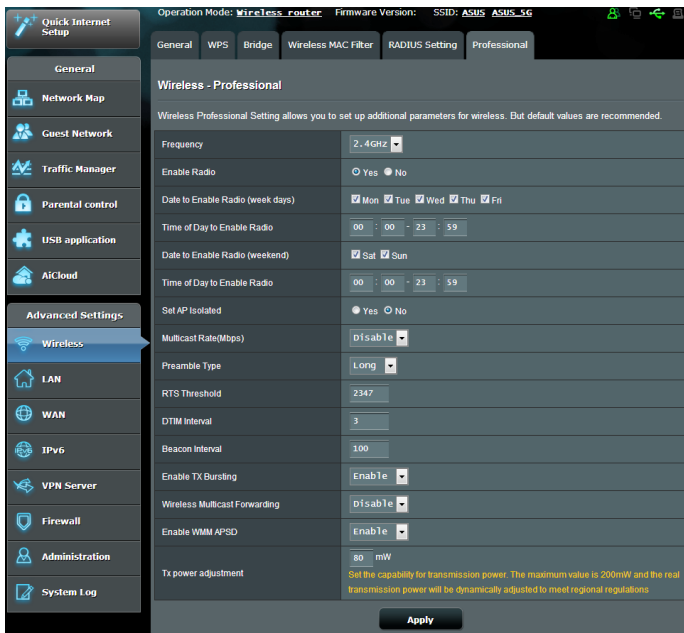 Quick Internet
Setup
General
Network Map
Guest Network
Traffic Manager
Parental control
USB application
AiCloud
Advanced Settings
Wireless
LAN
WAN
IPv6
VPN Server
Firewall
Administration
System Log
Operation Mode: Wireless router Firmware Version: SSID: ASUS ASUS_5G
General WPS Bridge Wireless MAC Filter RADIUS Setting Professional
Wireless - Professional
Wireless Professional Setting allows you to set up additional parameters for wireless. But default values are recommended.
Frequency 2.4GHz
Enable Radio Yes No
Date to Enable Radio (week days) Mon Tue Wed Thu Fri
Time of Day to Enable Radio 00 : 00 - 23 : 59
Date to Enable Radio (weekend) Sat Sun
Time of Day to Enable Radio 00 : 00 - 23 : 59
Set AP Isolated Yes No
Multicast Rate(Mbps) Disable
Preamble Type Long
RTS Threshold 2347
DTIM Interval 3
Beacon Interval 100
Enable TX Bursting Enable
Wireless Multicast Forwarding Disable
Enable WMM APSD Enable
Tx power adjustment 80 mW
Set the capability for transmission power. The maximum value is 200mW and the real
transmission power will be dynamically adjusted to meet regional regulations
Apply